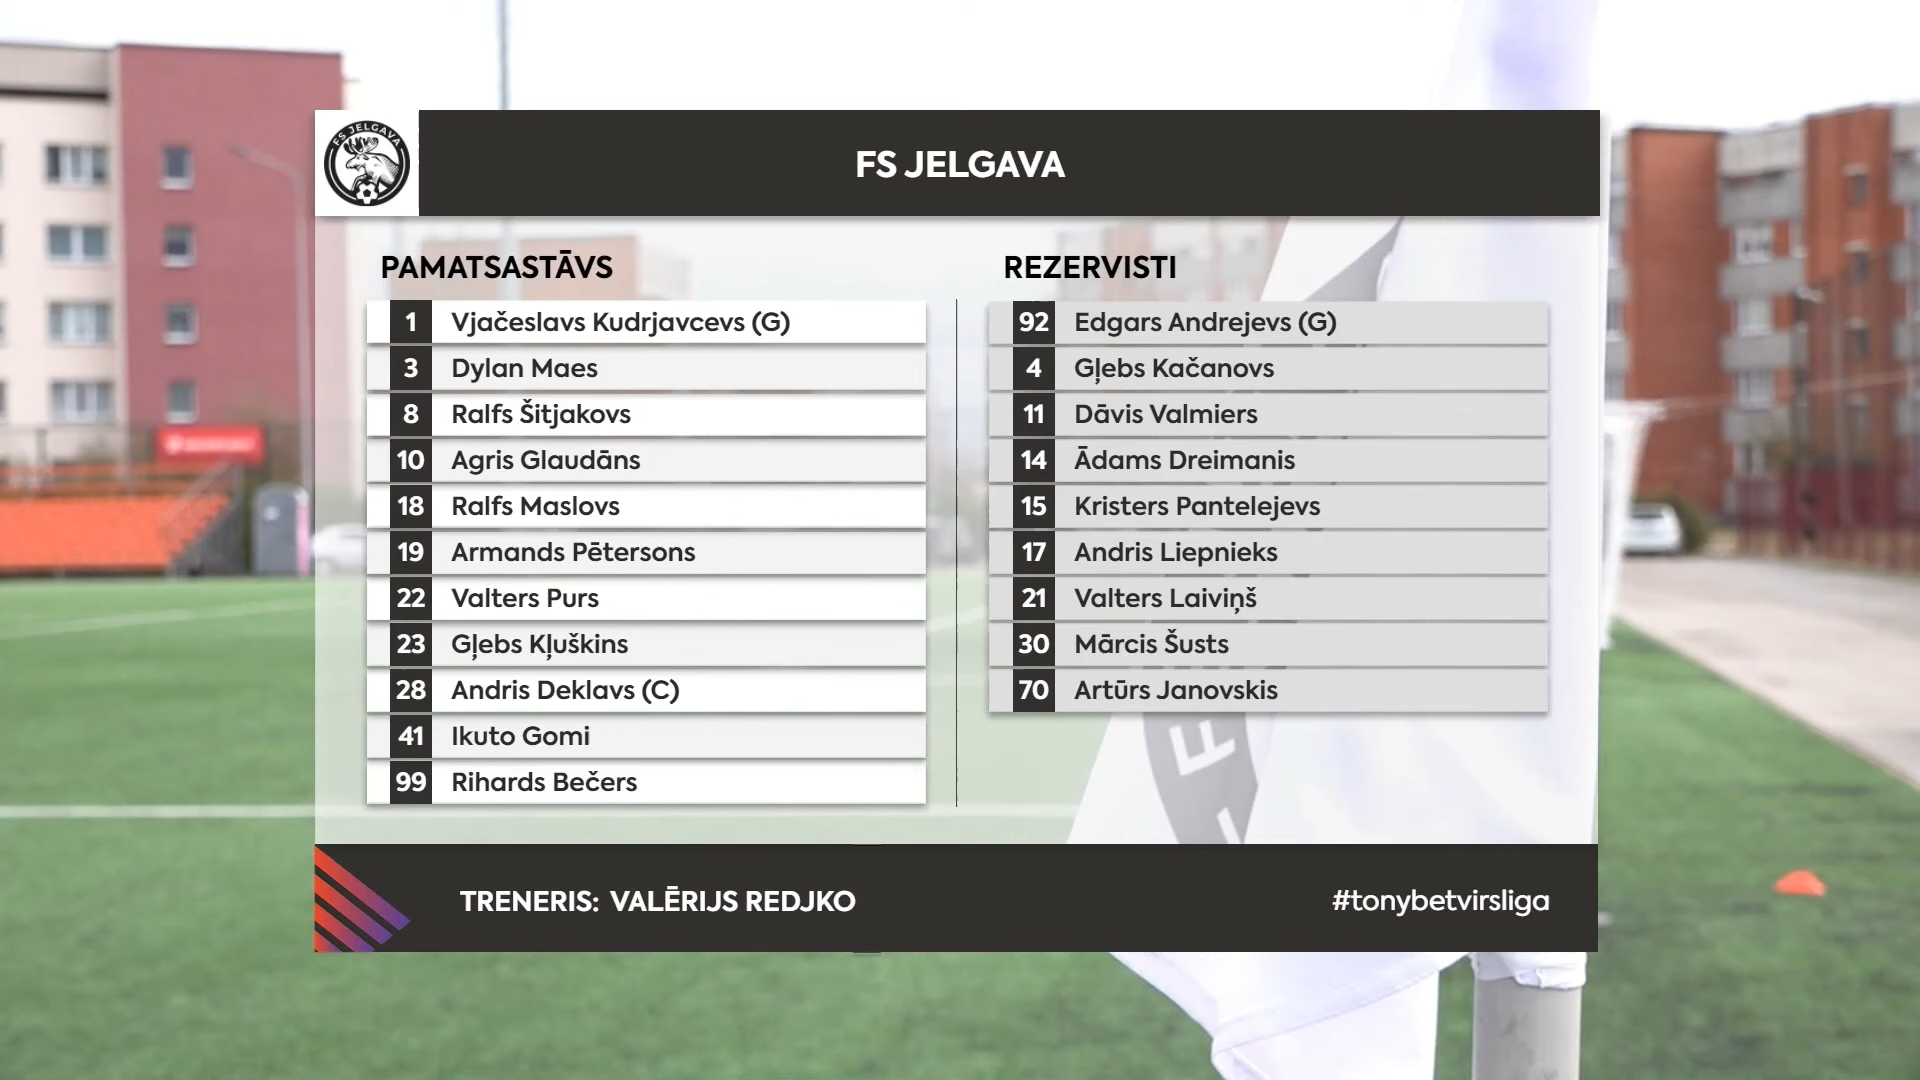 FS JELGAVA
FS JELGAVA
PAMATSASTĀVS
1 Vjačeslavs Kudrjavcevs (G)
3 Dylan Maes
8 Ralfs Šitjakovs
10 Agris Glaudāns
18 Ralfs Maslovs
19 Armands Pētersons
22 Valters Purs
23 Gļebs Kļuškins
28 Andris Deklavs (C)
41 Ikuto Gomi
99 Rihards Bečers
REZERVISTI
92 Edgars Andrejevs (G)
4 Gļebs Kačanovs
11 Dāvis Valmiers
14 Ādams Dreimanis
15 Kristers Pantelejevs
17 Andris Liepnieks
21 Valters Laiviņš
30 Mārcis Šusts
70 Artūrs Janovskis
TRENERIS: VALĒRIJS REDJKO
#tonybetvirsliga